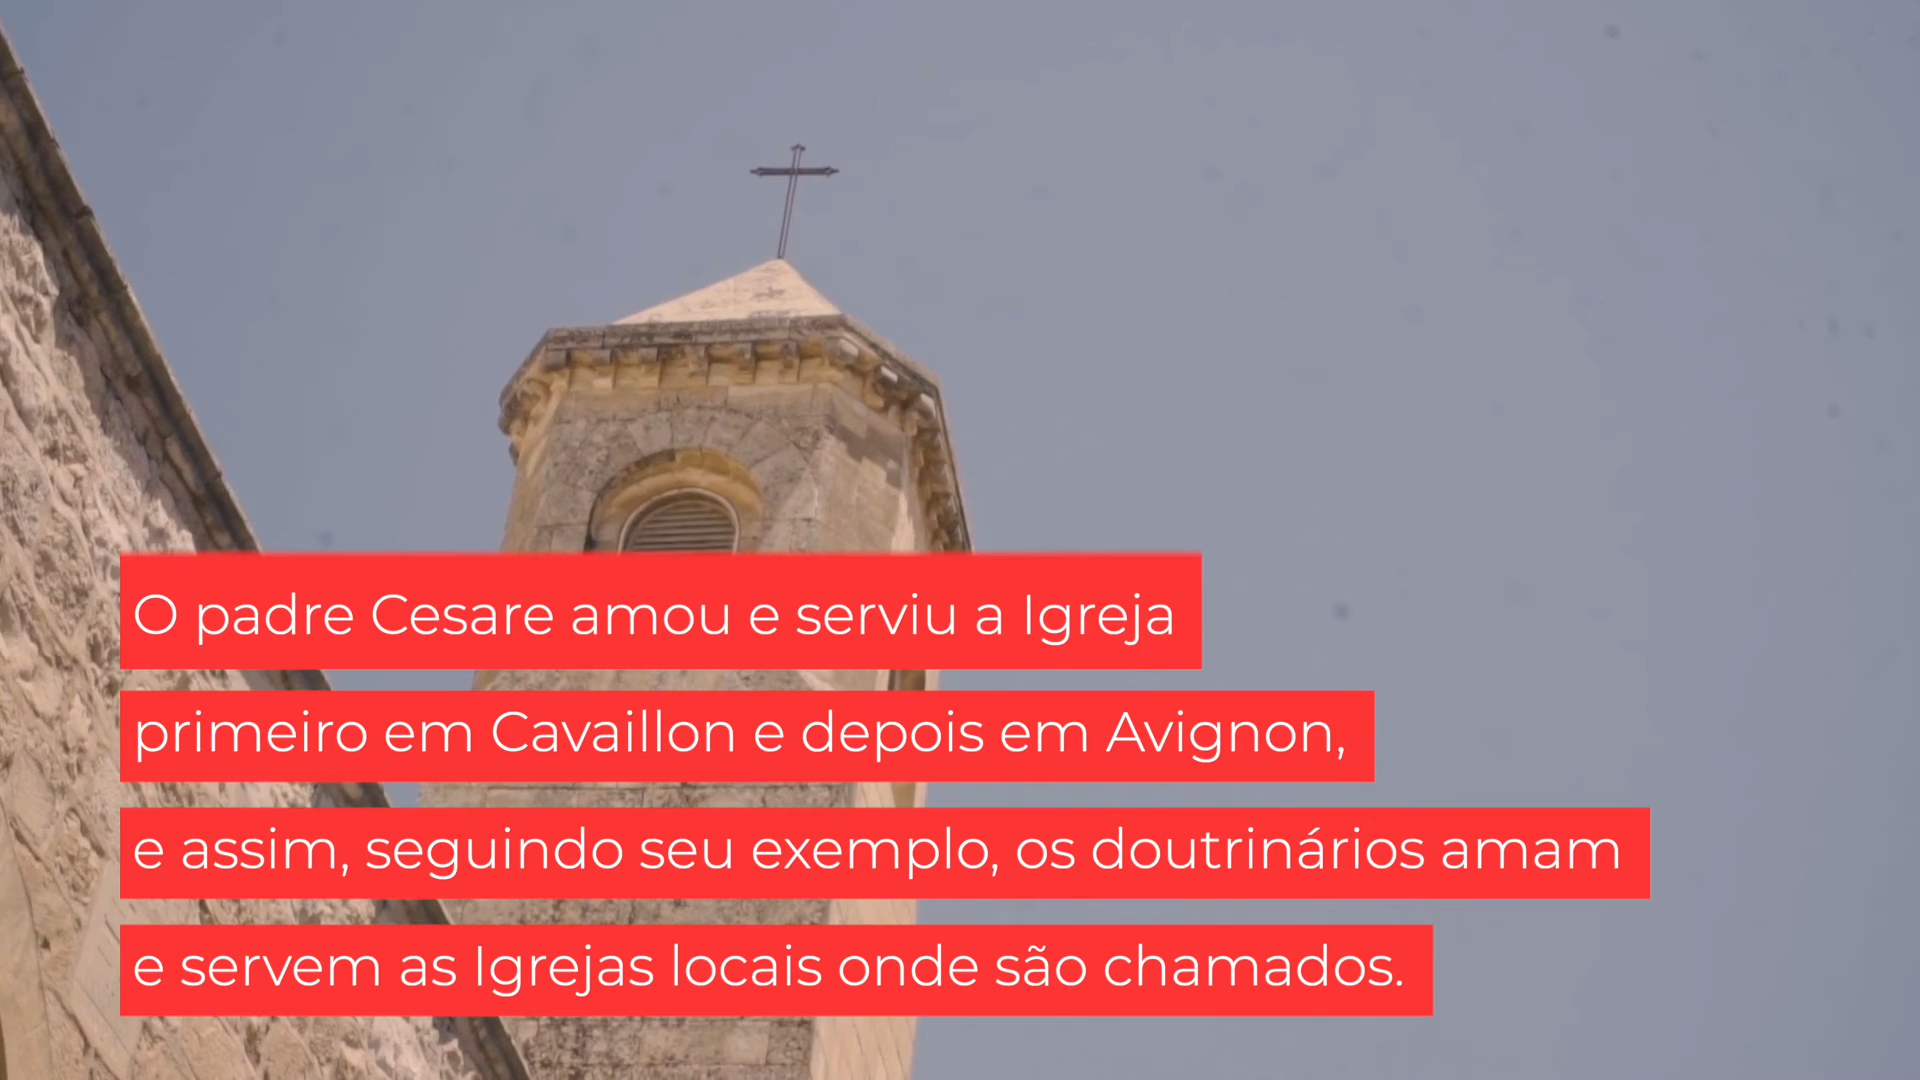 O padre Cesare amou e serviu a Igreja
primeiro em Cavaillon e depois em Avignon,
e assim, seguindo seu exemplo, os doutrinários amam
e servem as Igrejas locais onde são chamados.